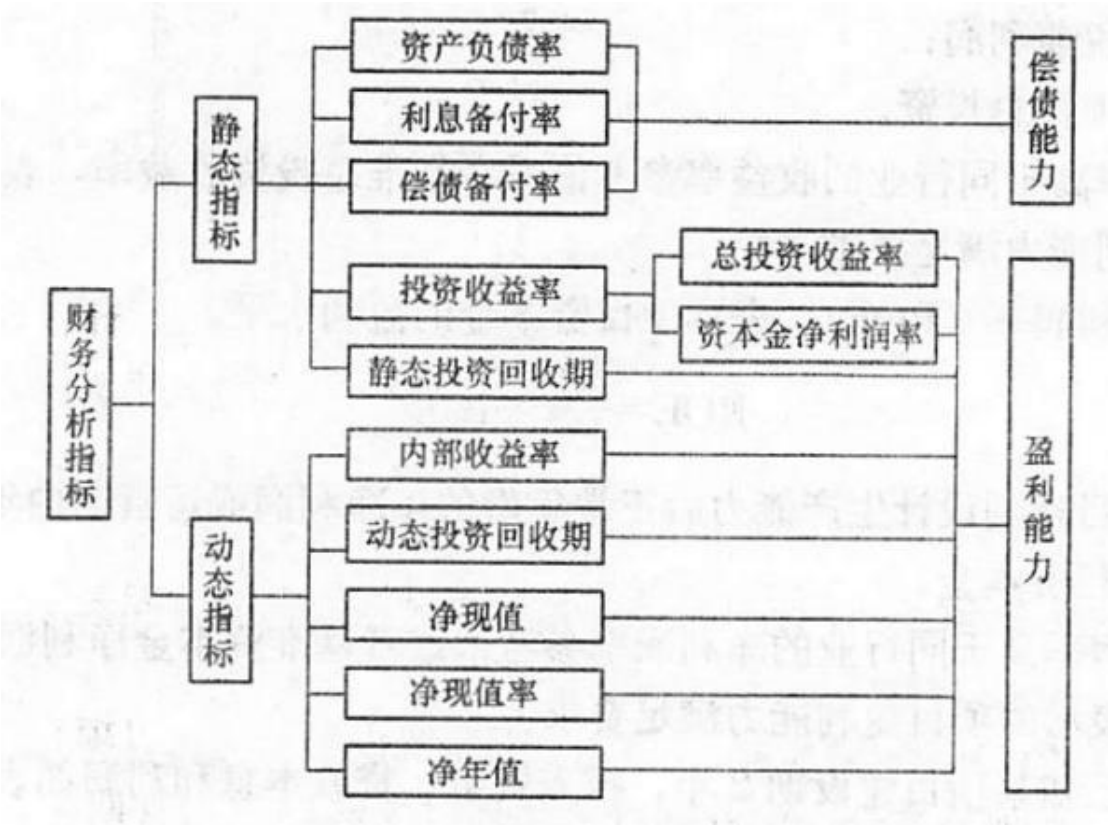 财务分析指标
静态指标
资产负债率
利息备付率
偿债备付率
偿债能力
投资收益率
总投资收益率
资本金净利润率
静态投资回收期
动态指标
内部收益率
动态投资回收期
净现值
净现值率
净年值
盈利能力